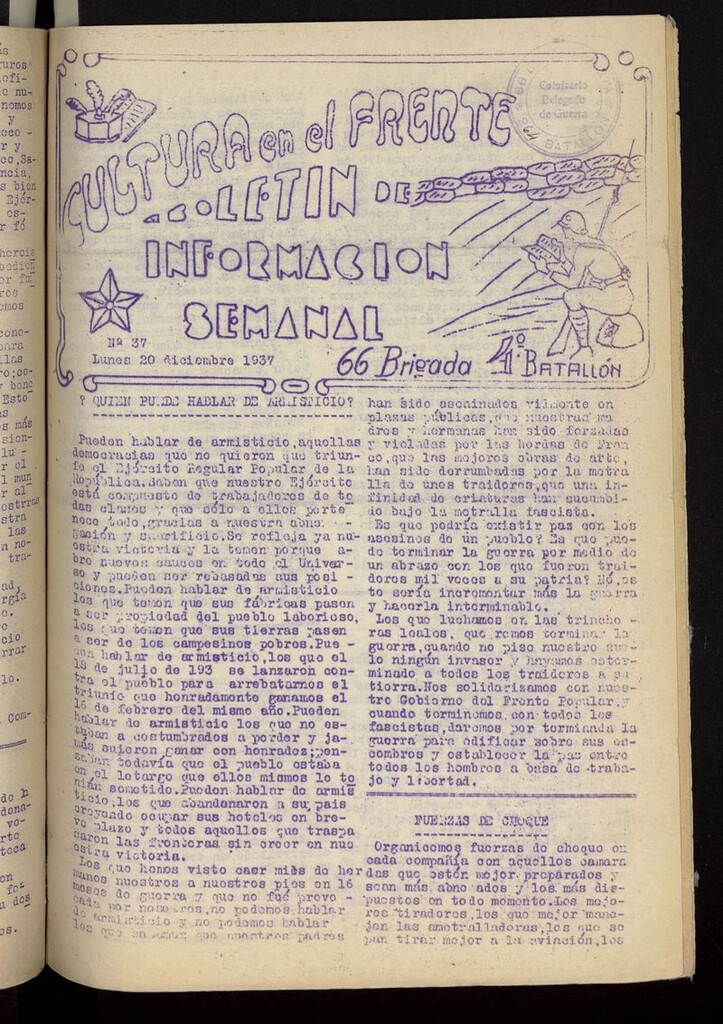 CULTURA en el FRENTE
BOLETIN DE
INFORMACION
SEMANAL
Comisario
Delegado
de Guerra
BATALLON
Nº 37
Lunes 20 diciembre 1937
66 Brigada 4º BATALLÓN
? QUIEN PUEDE HABLAR DE ARMISTICIO?
Pueden hablar de armisticio,aquellas
democracias que no quieren que triun-
fe el Ejército Regular Popular de la
República.Saben que nuestro Ejército
está compuesto de trabajadores de to
das clases y que sólo a ellos perte
nece todo,gracias a nuestra abne -
gación y sacrificio.Se refleja ya nu-
estra victoria y la temen porque a-
bre nuevos cauces en todo el Univer-
so y pueden ser rebasadas sus posi -
ciones.Pueden hablar de armisticio
los que temen que sus fábricas pasen
a ser propiedad del pueblo laborioso,
los que temen que sus tierras pasen
a ser de los campesinos pobres.Pue-
den hablar de armisticio,los que el
18 de julio de 193 se lanzaron con-
tra el pueblo para arrebatarnos el
triunfo que honradamente ganamos el
16 de febrero del mismo año.Pueden
hablar de armisticio los que no es-
taban a costumbrados a perder y ja-
más supieron ganar con honradez;pen-
saban todavía que el pueblo estaba
en el letargo que ellos mismos le te
nían sometido.Pueden hablar de armis
ticio,los que abandonaron a su pais
creyendo ocupar sus hoteles en bre-
ve plazo y todos aquellos que traspa
saron las fronteras sin creer en nue
stra victoria.
Los que hemos visto caer miés de her
manos nuestros a nuestros pies en 16
meses de guerra y que no fué provo -
cada por nosotros,no podemos hablar
de armisticio y no podemos hablar
los que sabemos que nuestros padres
han sido asesinados vilmente en
plazas públicas,que nuestras ma
dres y hermanas han sido forzadas
y violadas por las hordas de Fran
co,que las mejores obras de arte,
han sido derrumbadas por la metra
lla de unos traidores,que una in-
finidad de criaturas han sucumbi-
do bajo la metralla fascista.
Es que podría existir paz con los
asesinos de un pueblo? Es que pue-
de terminar la guerra por medio de
un abrazo con los que fueron trai-
dores mil veces a su patria? No,es
to sería incrementar más la guerra
y hacerla interminable.
Los que luchamos en las trinche -
ras leales, queremos terminar la
guerra,cuando no pise nuestro sue-
lo ningún invasor y hayamos exter-
minado a todos los traidores a su
tierra.Nos solidarizamos con nues-
tro Gobierno del Frente Popular,y
cuando terminemos,con todos los
fascistas,daremos por terminada la
guerra para edificar sobre sus es-
combros y establecer la paz entre
todos los hombres a base de traba-
jo y libertad.
FUERZAS DE CHOQUE
Organicemos fuerzas de choque en
cada compañía con aquellos camara
das que estén mejor preparados y
sean más abnegados y los más dis-
puestos en todo momento.Los mejo-
res tiradores,los que mejor mane-
jen las ametralladoras,los que se
pan tirar mejor a la aviación,los